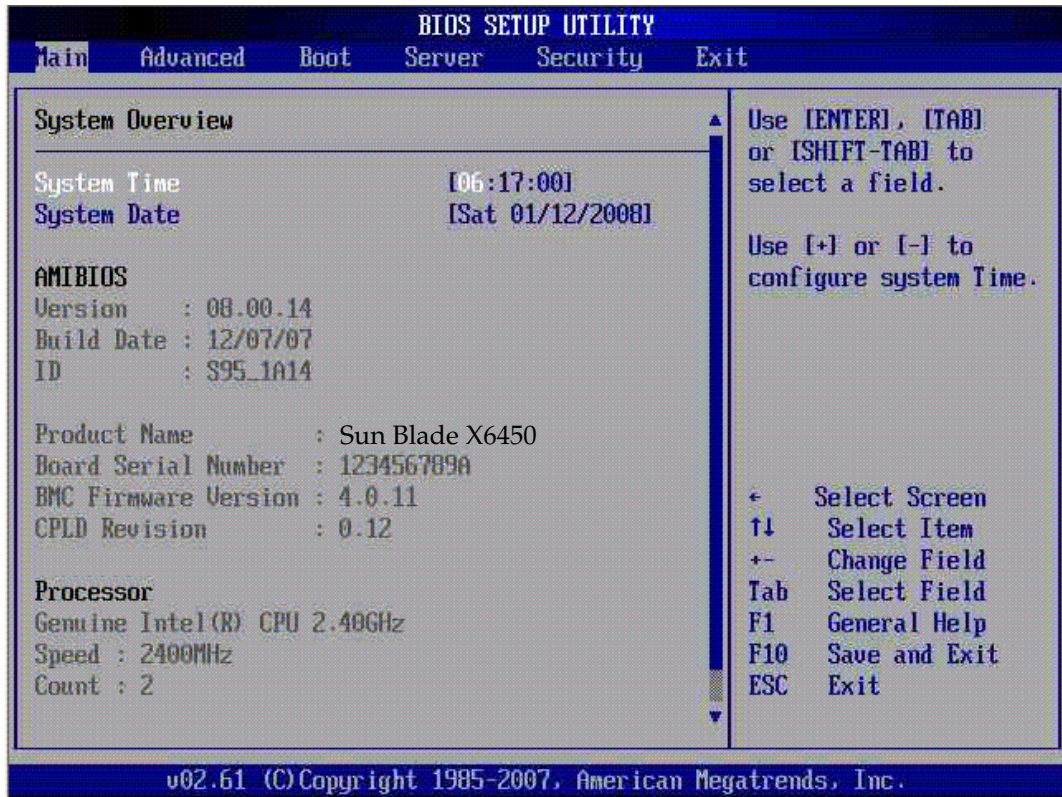 BIOS SETUP UTILITY
Main Advanced Boot Server Security Exit
System Overview
System Time [06:17:00]
System Date [Sat 01/12/2008]
AMIBIOS
Version : 08.00.14
Build Date : 12/07/07
ID : S95_1A14
Product Name : Sun Blade X6450
Board Serial Number : 123456789A
BMC Firmware Version : 4.0.11
CPLD Revision : 0.12
Processor
Genuine Intel(R) CPU 2.40GHz
Speed : 2400MHz
Count : 2
Use [ENTER], [TAB]
or [SHIFT-TAB] to
select a field.
Use [+] or [-] to
configure system Time.
← Select Screen
↑↓ Select Item
+- Change Field
Tab Select Field
F1 General Help
F10 Save and Exit
ESC Exit
v02.61 (C)Copyright 1985-2007, American Megatrends, Inc.